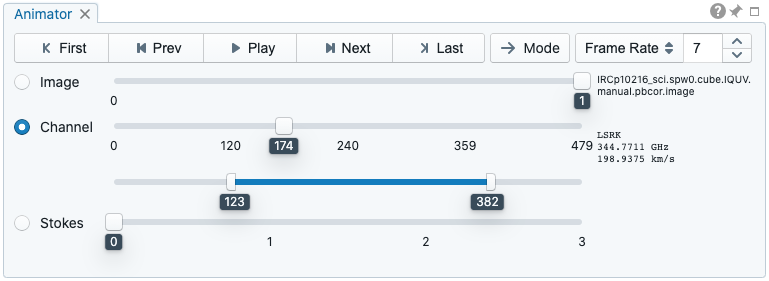 Animator
First Prev Play Next Last Mode Frame Rate 7
Image
0 1
IRCp10216_sci.spw0.cube.IQUV.
manual.pbcor.image
Channel
0 120 174 240 359 479
LSRK
344.7711 GHz
198.9375 km/s
123 382
Stokes
0 1 2 3